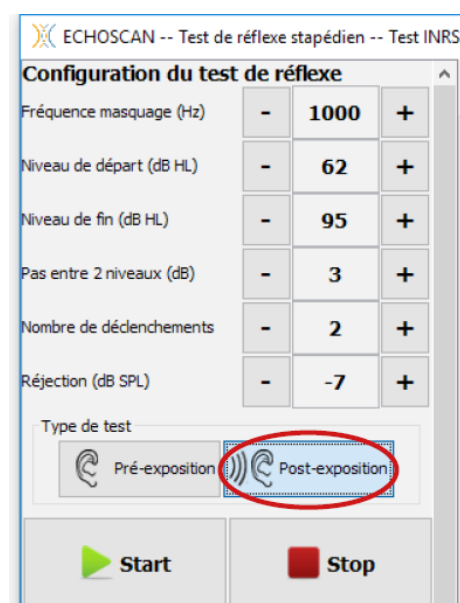 ECHOSCAN -- Test de réflexe stapédien -- Test INRS
Configuration du test de réflexe
Fréquence masquage (Hz) - 1000 +
Niveau de départ (dB HL) - 62 +
Niveau de fin (dB HL) - 95 +
Pas entre 2 niveaux (dB) - 3 +
Nombre de déclenchements - 2 +
Réjection (dB SPL) - -7 +
Type de test
Pré-exposition Post-exposition
Start Stop